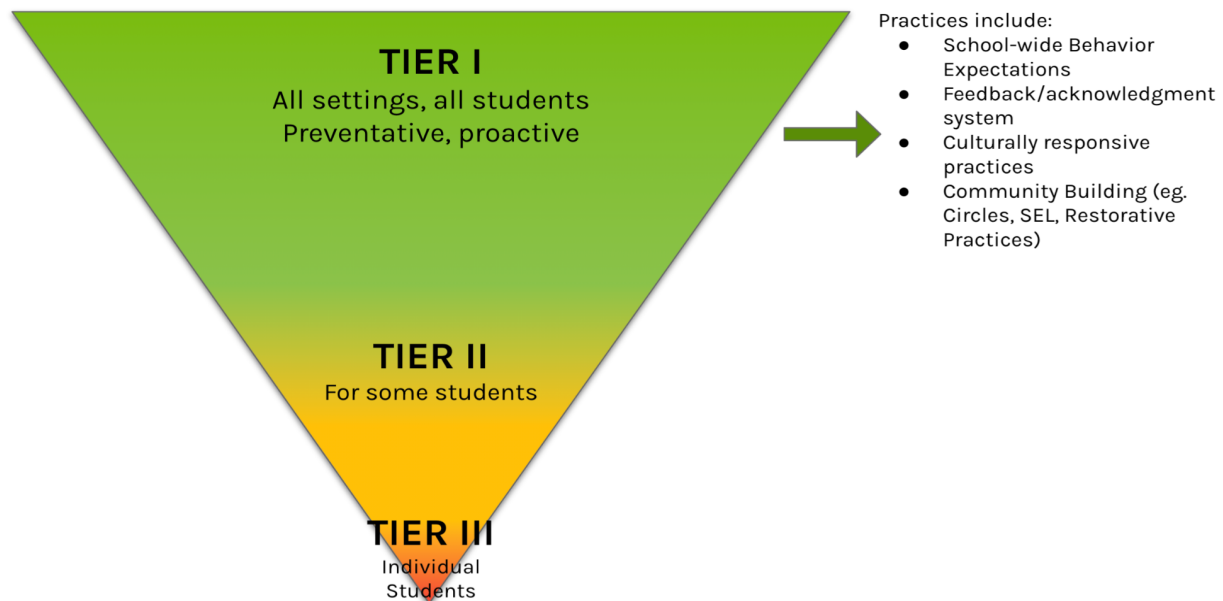 TIER I
All settings, all students
Preventative, proactive
TIER II
For some students
TIER III
Individual
Students
Practices include:
● School-wide Behavior
Expectations
● Feedback/acknowledgment
system
● Culturally responsive
practices
● Community Building (eg.
Circles, SEL, Restorative
Practices)